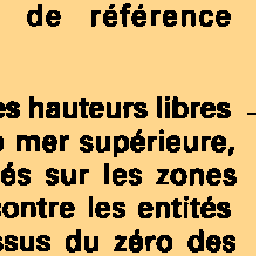 de référence
es hauteurs libres
mer supérieure,
és sur les zones
contre les entités
ssus du zéro des